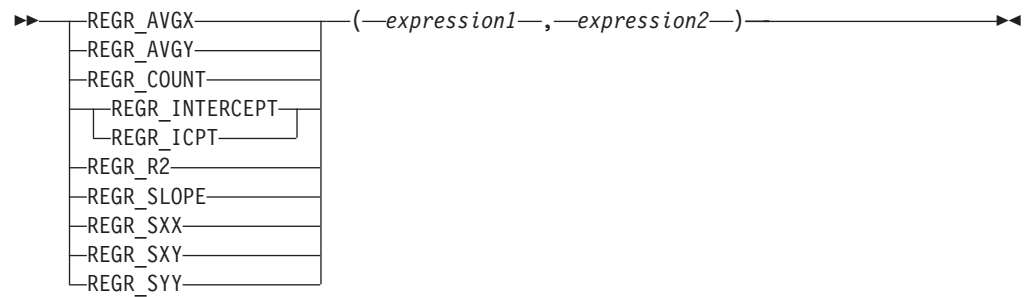 REGR_AVGX ( expression1 , expression2 )
REGR_AVGY
REGR_COUNT
REGR_INTERCEPT
REGR_ICPT
REGR_R2
REGR_SLOPE
REGR_SXX
REGR_SXY
REGR_SYY